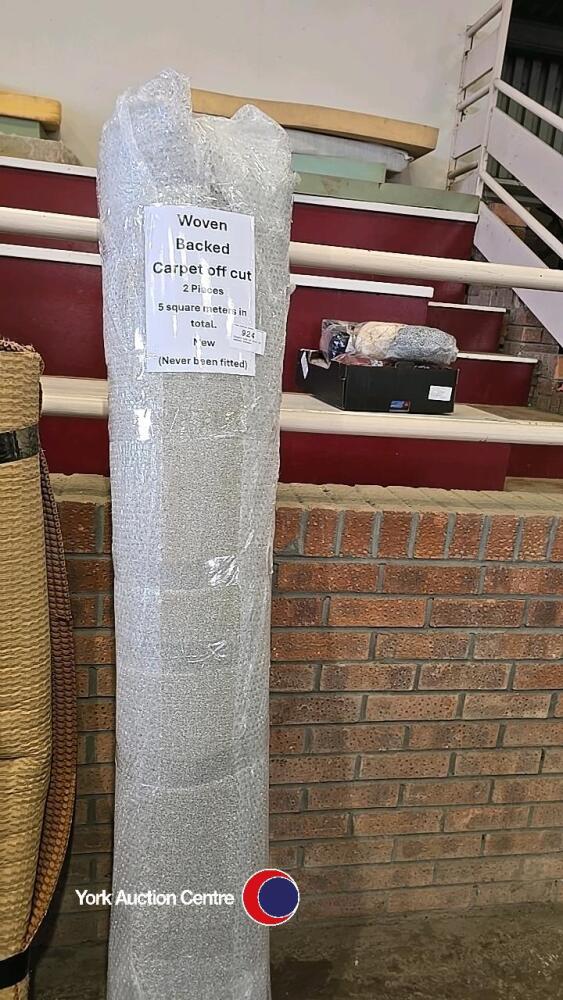 Woven
Backed
Carpet off cut
2 Pieces
5 square meters in
total.
924
New
(Never been fitted)
York Auction Centre